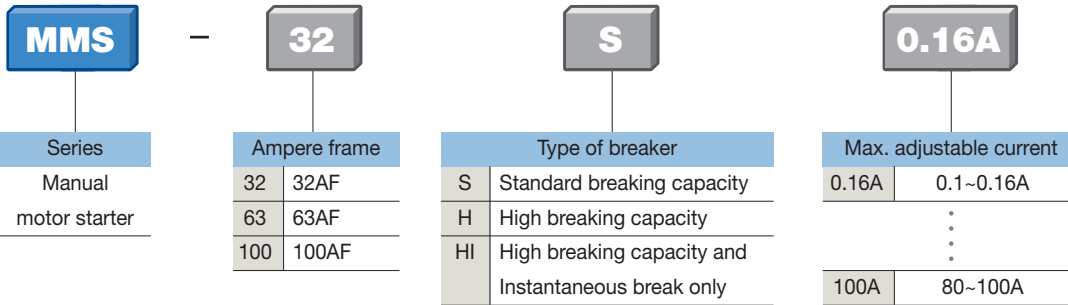 MMS – 32 S 0.16A
Series
Manual
motor starter
Ampere frame
32 32AF
63 63AF
100 100AF
Type of breaker
S Standard breaking capacity
H High breaking capacity
HI High breaking capacity and
Instantaneous break only
Max. adjustable current
0.16A 0.1~0.16A
100A 80~100A